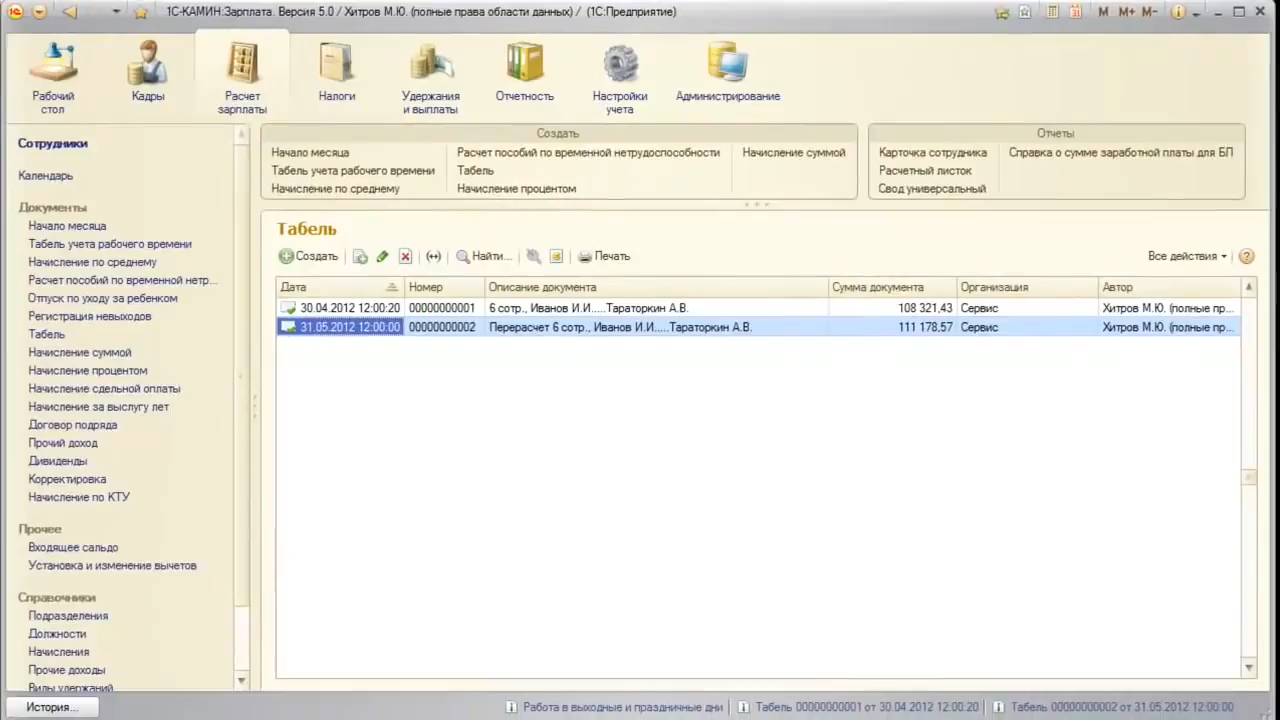 1С-КАМИН:Зарплата. Версия 5.0 / Хитров М.Ю. (полные права области данных) / (1С:Предприятие)
M M+ M-
Рабочий стол
Кадры
Расчет зарплаты
Налоги
Удержания и выплаты
Отчетность
Настройки учета
Администрирование
Сотрудники
Календарь
Документы
Начало месяца
Табель учета рабочего времени
Начисление по среднему
Расчет пособий по временной нетр...
Отпуск по уходу за ребенком
Регистрация невыходов
Табель
Начисление суммой
Начисление процентом
Начисление сдельной оплаты
Начисление за выслугу лет
Договор подряда
Прочий доход
Дивиденды
Корректировка
Начисление по КТУ
Прочее
Входящее сальдо
Установка и изменение вычетов
Справочники
Подразделения
Должности
Начисления
Прочие доходы
Виды удержаний
Создать
Начало месяца
Табель учета рабочего времени
Начисление по среднему
Расчет пособий по временной нетрудоспособности
Табель
Начисление процентом
Начисление суммой
Отчеты
Карточка сотрудника
Расчетный листок
Свод универсальный
Справка о сумме заработной платы для БП
Табель
Создать Найти... Печать Все действия
Дата Номер Описание документа Сумма документа Организация Автор
30.04.2012 12:00:20 00000000001 6 сотр., Иванов И.И.....Тараторкин А.В. 108 321,43 Сервис Хитров М.Ю. (полные пр...
31.05.2012 12:00:00 00000000002 Перерасчет 6 сотр., Иванов И.И.....Тараторкин А.В. 111 178,57 Сервис Хитров М.Ю. (полные пр...
История... Работа в выходные и праздничные дни Табель 00000000001 от 30.04.2012 12:00:20 Табель 00000000002 от 31.05.2012 12:00:00